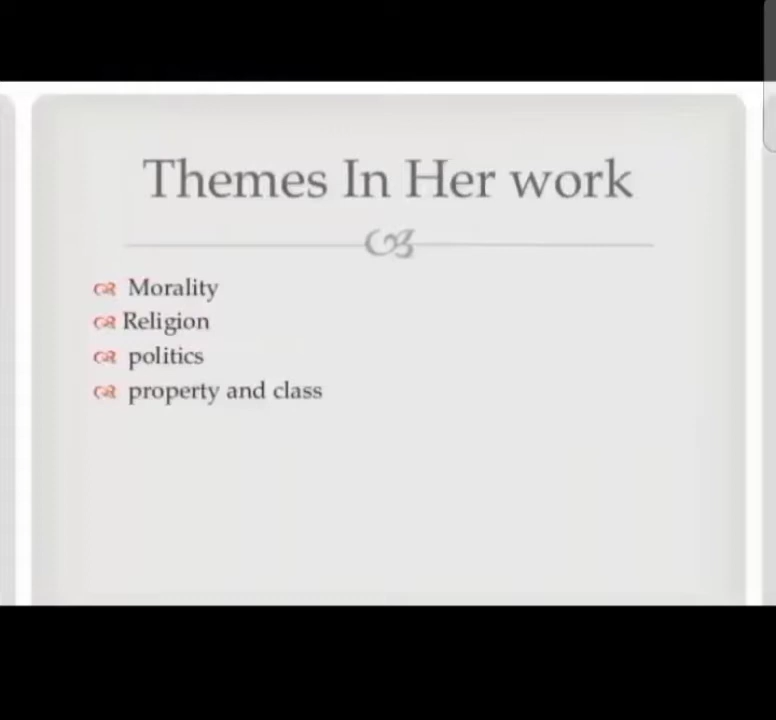 Themes In Her work
Morality
Religion
politics
property and class